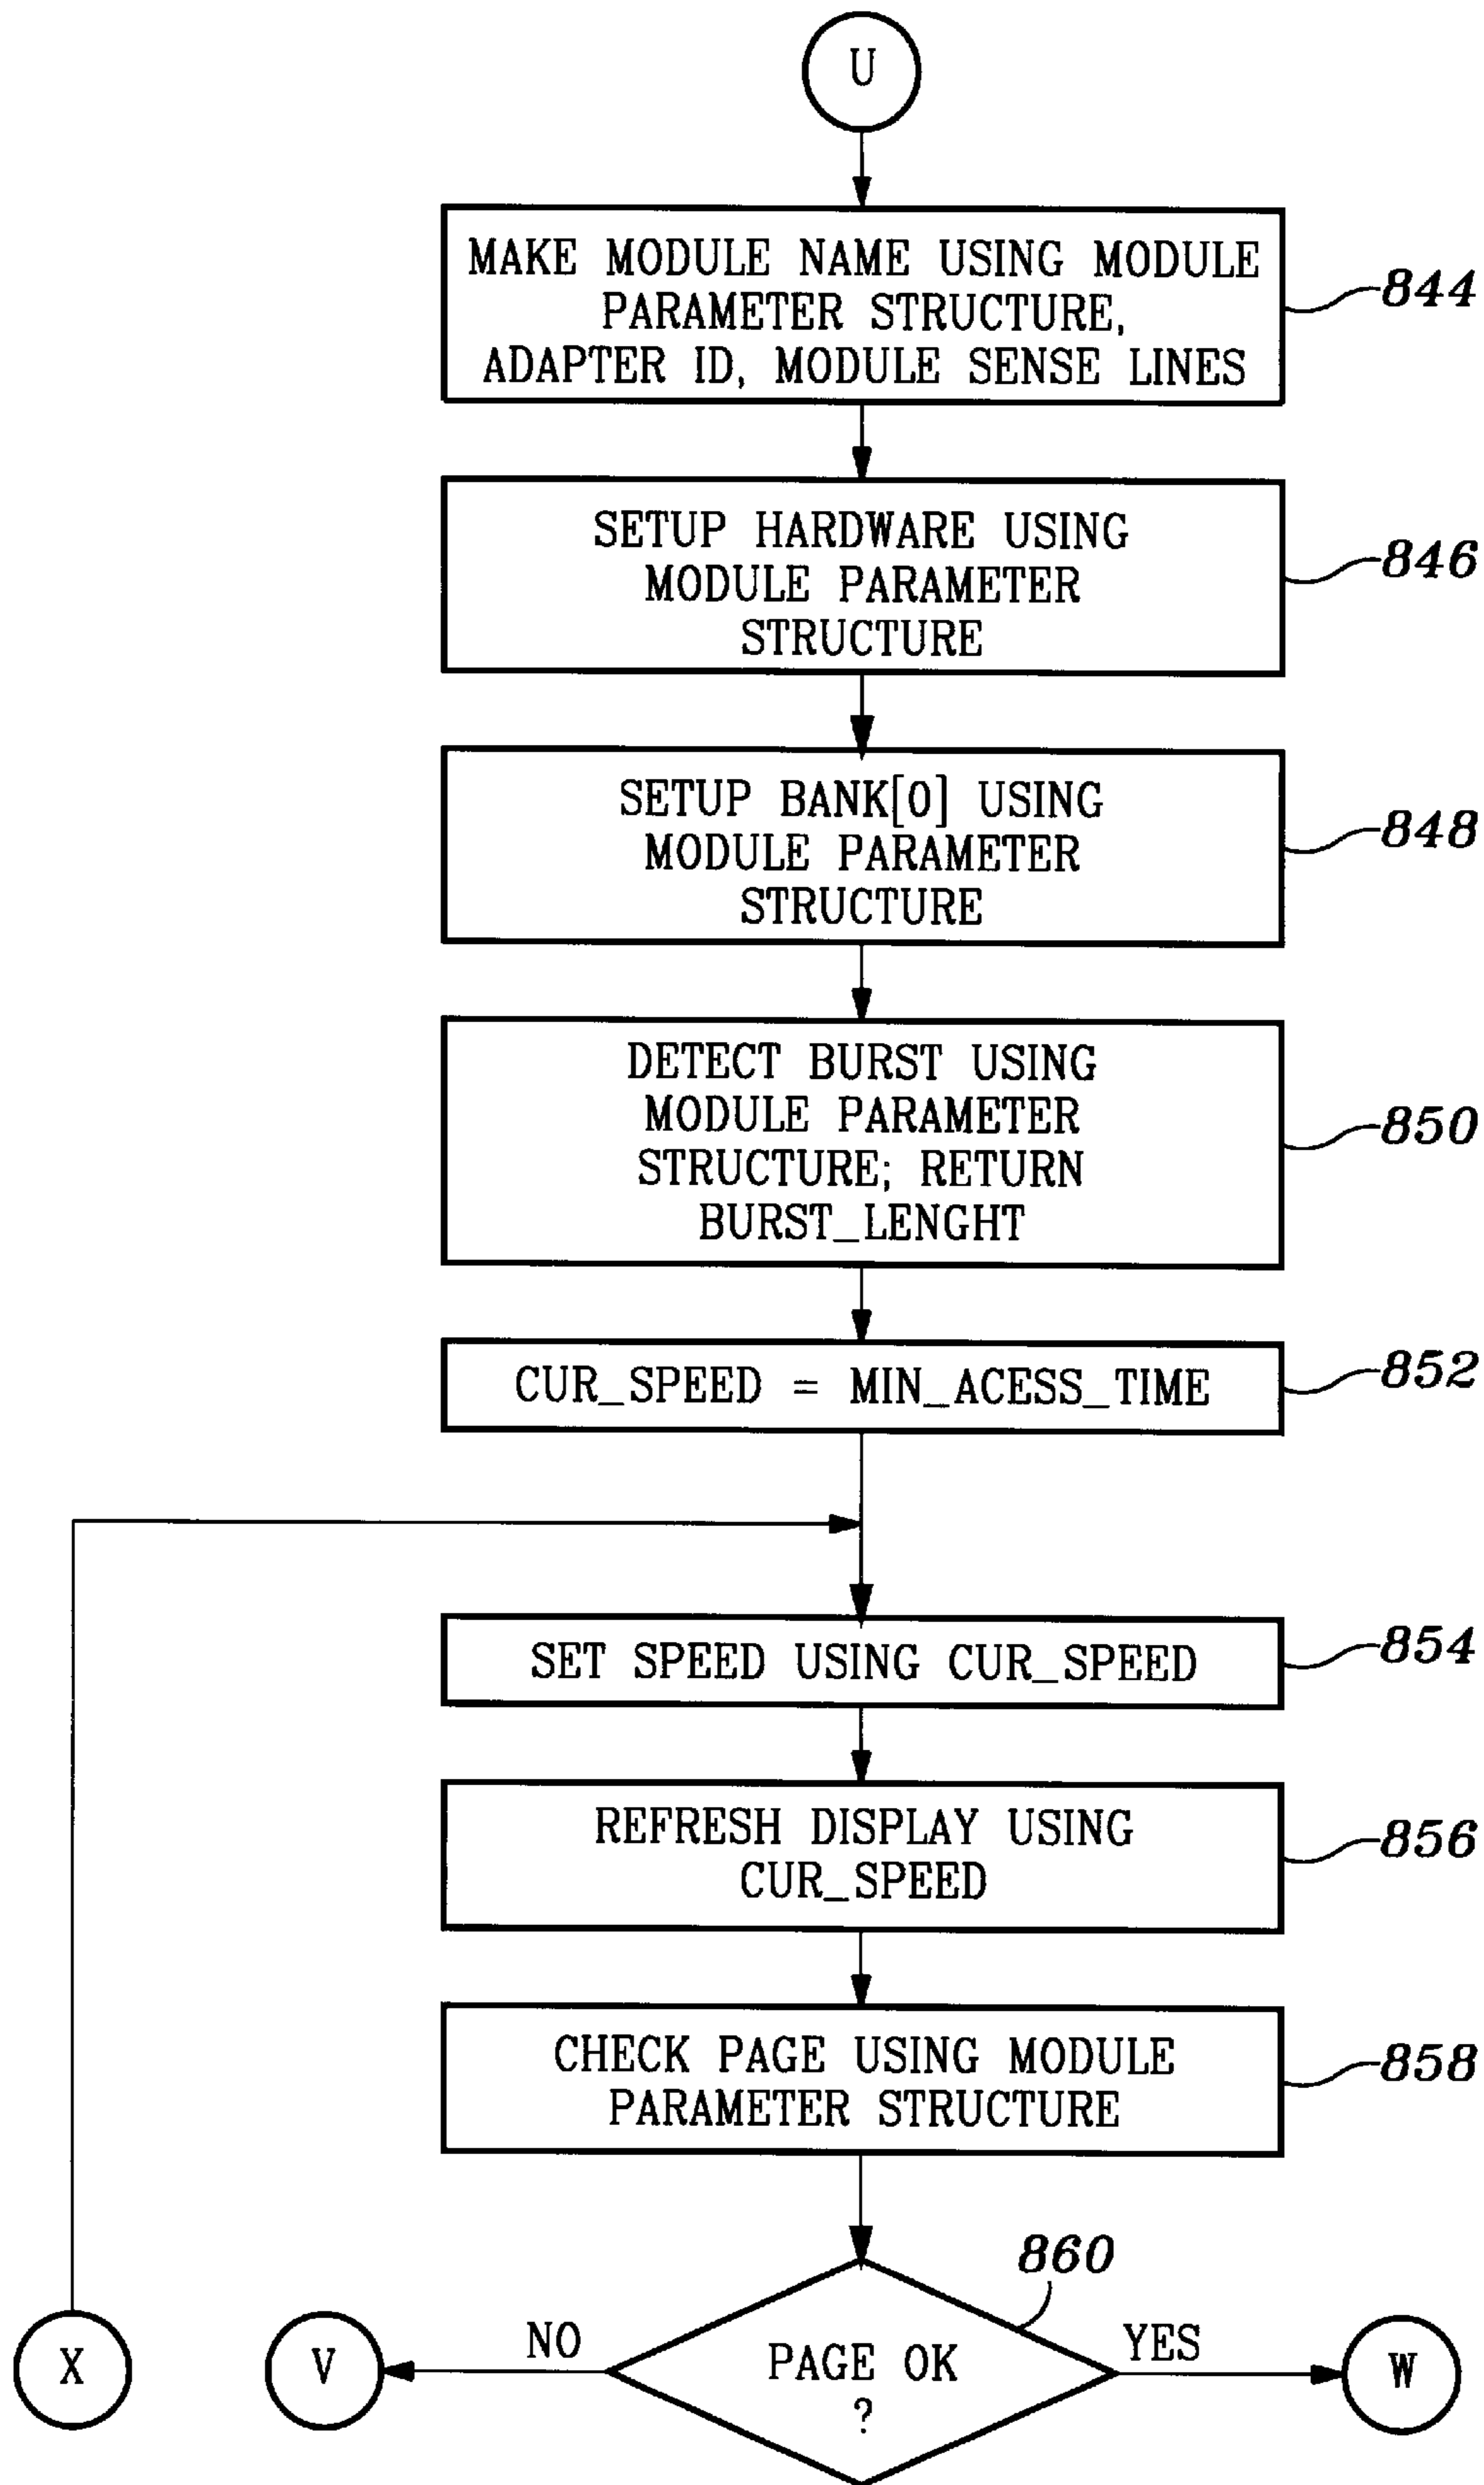 U
MAKE MODULE NAME USING MODULE
PARAMETER STRUCTURE,
ADAPTER ID, MODULE SENSE LINES
844
SETUP HARDWARE USING
MODULE PARAMETER
STRUCTURE
846
SETUP BANK[0] USING
MODULE PARAMETER
STRUCTURE
848
DETECT BURST USING
MODULE PARAMETER
STRUCTURE; RETURN
BURST_LENGHT
850
CUR_SPEED = MIN_ACESS_TIME
852
SET SPEED USING CUR_SPEED
854
REFRESH DISPLAY USING
CUR_SPEED
856
CHECK PAGE USING MODULE
PARAMETER STRUCTURE
858
860
X
V
NO
PAGE OK
?
YES
W